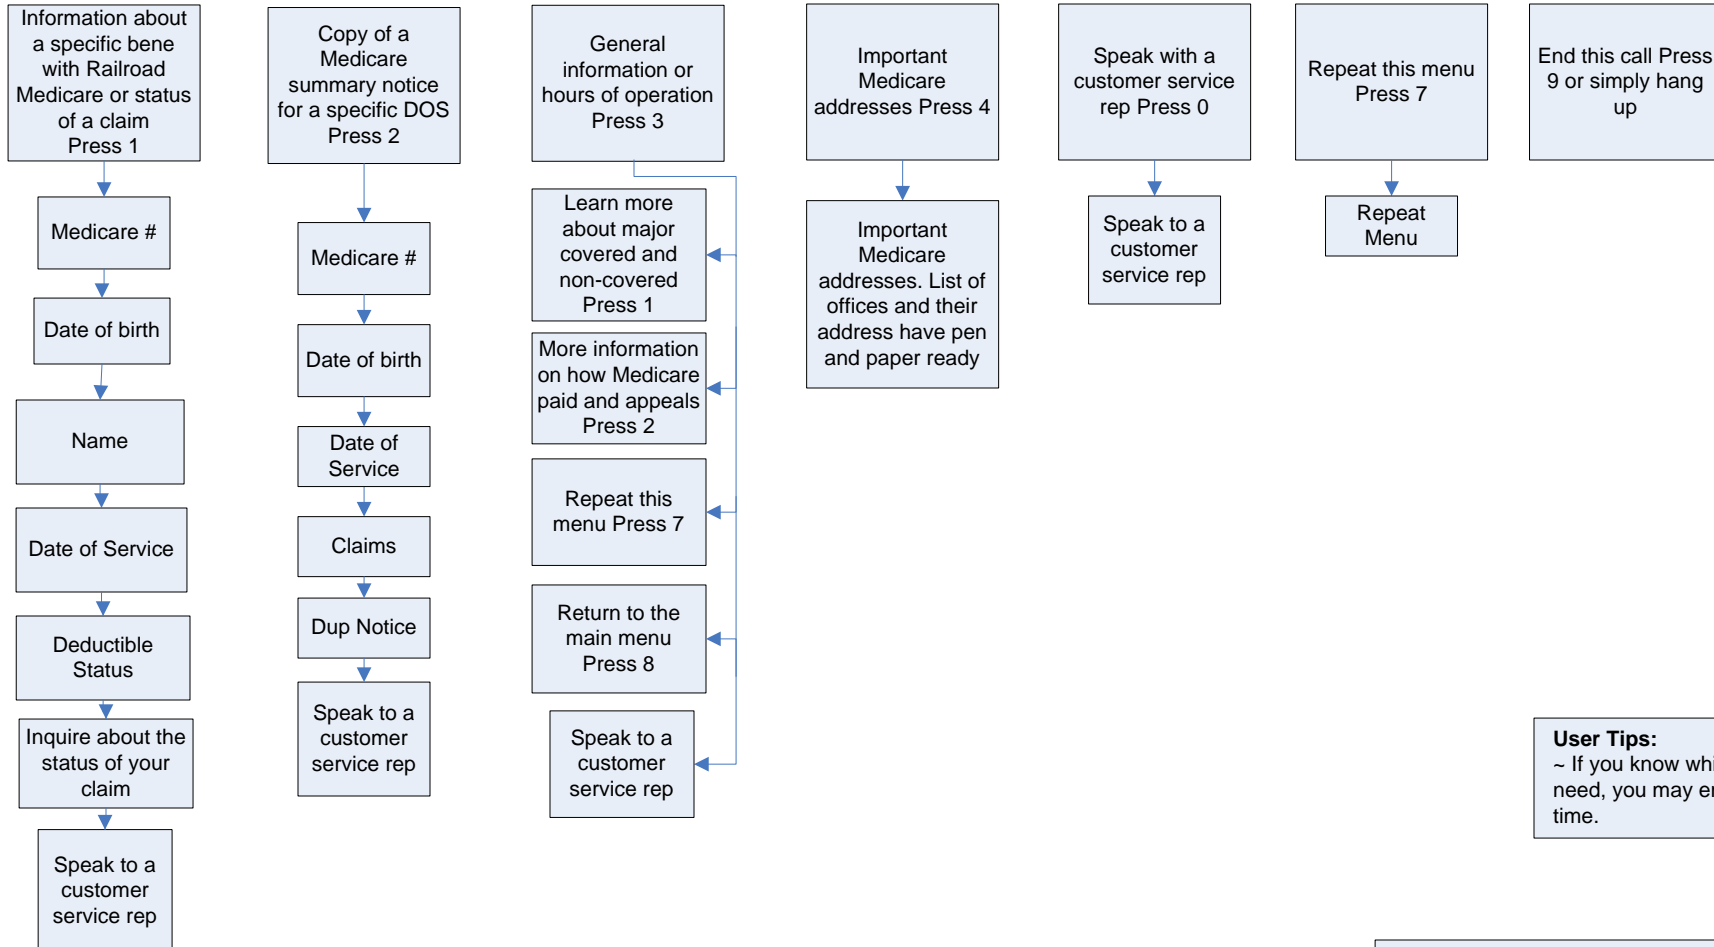 Information about
a specific bene
with Railroad
Medicare or status
of a claim
Press 1
Medicare #
Date of birth
Name
Date of Service
Deductible
Status
Inquire about the
status of your
claim
Speak to a
customer
service rep
Copy of a
Medicare
summary notice
for a specific DOS
Press 2
Medicare #
Date of birth
Date of
Service
Claims
Dup Notice
Speak to a
customer
service rep
General
information or
hours of operation
Press 3
Learn more
about major
covered and
non-covered
Press 1
More information
on how Medicare
paid and appeals
Press 2
Repeat this
menu Press 7
Return to the
main menu
Press 8
Speak to a
customer
service rep
Important
Medicare
addresses Press 4
Important
Medicare
addresses. List of
offices and their
address have pen
and paper ready
Speak with a
customer service
rep Press 0
Speak to a
customer
service rep
Repeat this menu
Press 7
Repeat
Menu
End this call Press
9 or simply hang
up
User Tips:
~ If you know
need, you may
time.